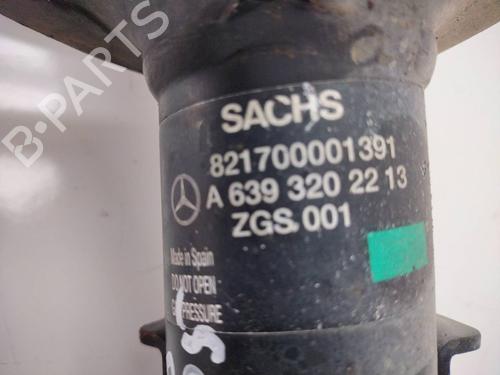 B-PARTS
SACHS
821700001391
A 639 320 22 13
ZGS 001
Made in Spain
DO NOT OPEN
PRESSURE